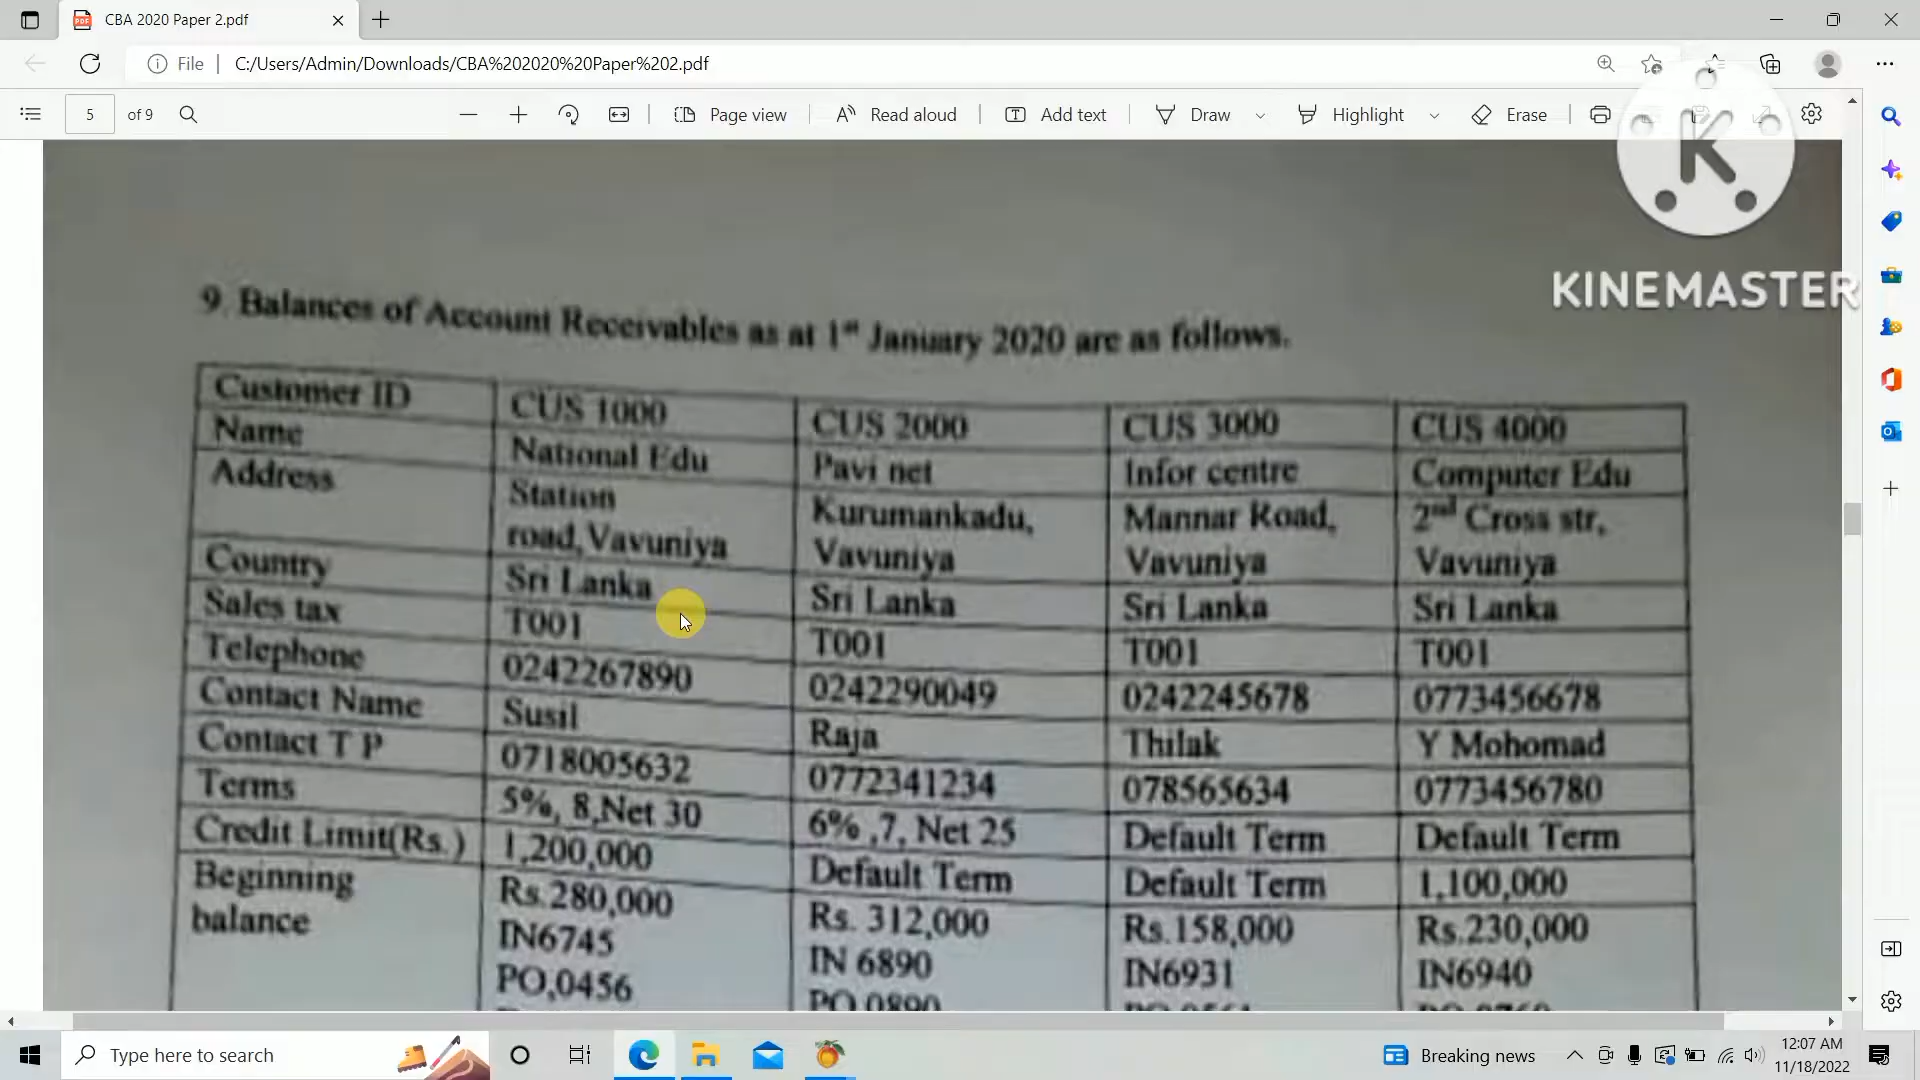 CBA 2020 Paper 2.pdf
File
C:/Users/Admin/Downloads/CBA%202020%20Paper%202.pdf
5 of 9
Page view
Read aloud
Add text
Draw
Highlight
Erase
K
KINEMASTER
9. Balances of Account Receivables as at 1st January 2020 are as follows.
Customer ID CUS 1000 CUS 2000 CUS 3000 CUS 4000
Name National Edu Pavi net Infor centre Computer Edu
Address Station Kurumankadu, Mannar Road, 2nd Cross str,
road,Vavuniya Vavuniya Vavuniya Vavuniya
Country Sri Lanka Sri Lanka Sri Lanka Sri Lanka
Sales tax T001 T001 T001 T001
Telephone 0242267890 0242290049 0242245678 0773456678
Contact Name Susil Raja Thilak Y Mohomad
Contact T P 0718005632 0772341234 078565634 0773456780
Terms 5%, 8,Net 30 6% ,7, Net 25 Default Term Default Term
Credit Limit(Rs.) 1,200,000 Default Term Default Term 1,100,000
Beginning Rs.280,000 Rs. 312,000 Rs.158,000 Rs.230,000
balance IN6745 IN 6890 IN6931 IN6940
PO,0456 PO,0890
Type here to search
Breaking news
12:07 AM
11/18/2022